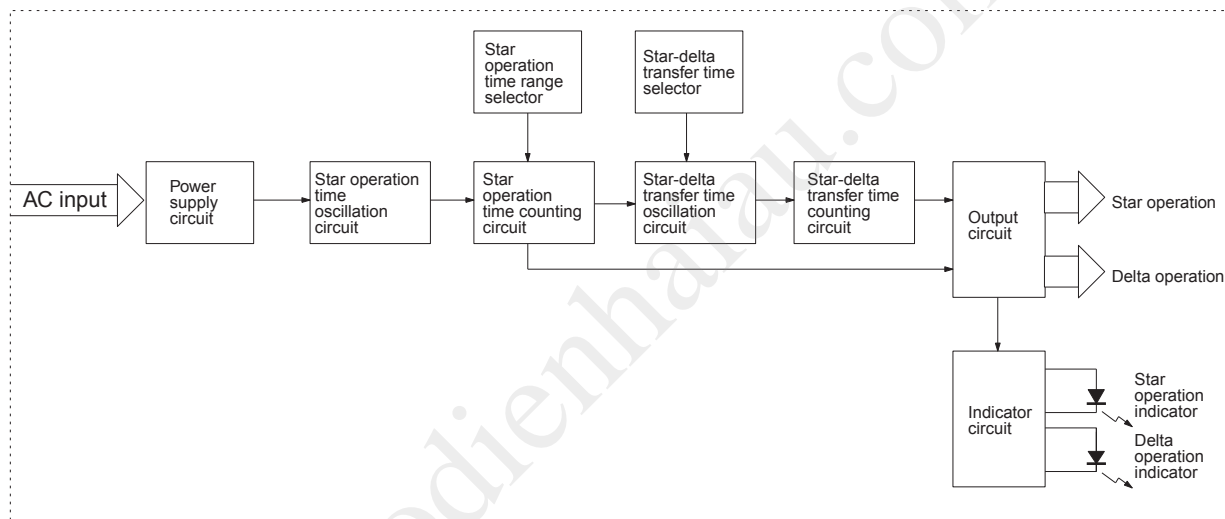 Star
operation
time range
selector
Star-delta
transfer time
selector
AC input
Power
supply
circuit
Star operation
time
oscillation
circuit
Star
operation
time counting
circuit
Star-delta
transfer time
oscillation circuit
Star-delta
transfer time
counting
circuit
Output
circuit
Star operation
Delta operation
Indicator
circuit
Star
operation
indicator
Delta
operation
indicator
odienhaiau.com